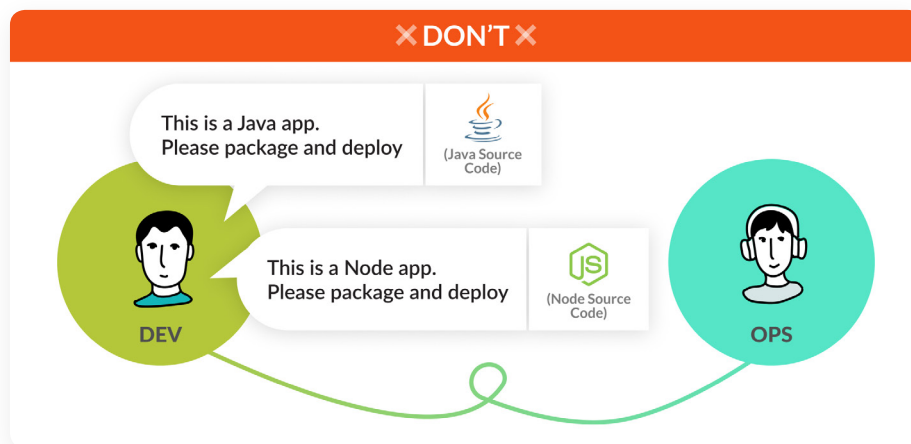 DON'T
This is a Java app.
Please package and deploy
(Java Source
Code)
This is a Node app.
Please package and deploy
JS
(Node Source
Code)
DEV
OPS